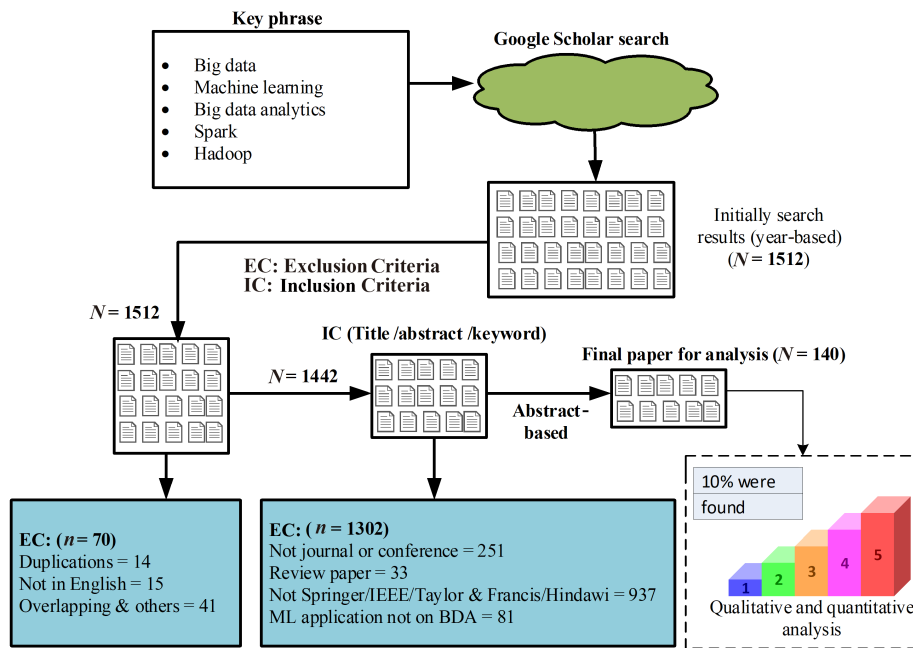 Key phrase
Big data
Machine learning
Big data analytics
Spark
Hadoop
Google Scholar search
Initially search
results (year-based)
(N = 1512)
EC: Exclusion Criteria
IC: Inclusion Criteria
N = 1512
IC (Title /abstract /keyword)
N = 1442
Final paper for analysis (N = 140)
Abstract-
based
EC: (n = 70)
Duplications = 14
Not in English = 15
Overlapping & others = 41
EC: (n = 1302)
Not journal or conference = 251
Review paper = 33
Not Springer/IEEE/Taylor & Francis/Hindawi = 937
ML application not on BDA = 81
10% were
found
1
2
3
4
5
Qualitative and quantitative
analysis